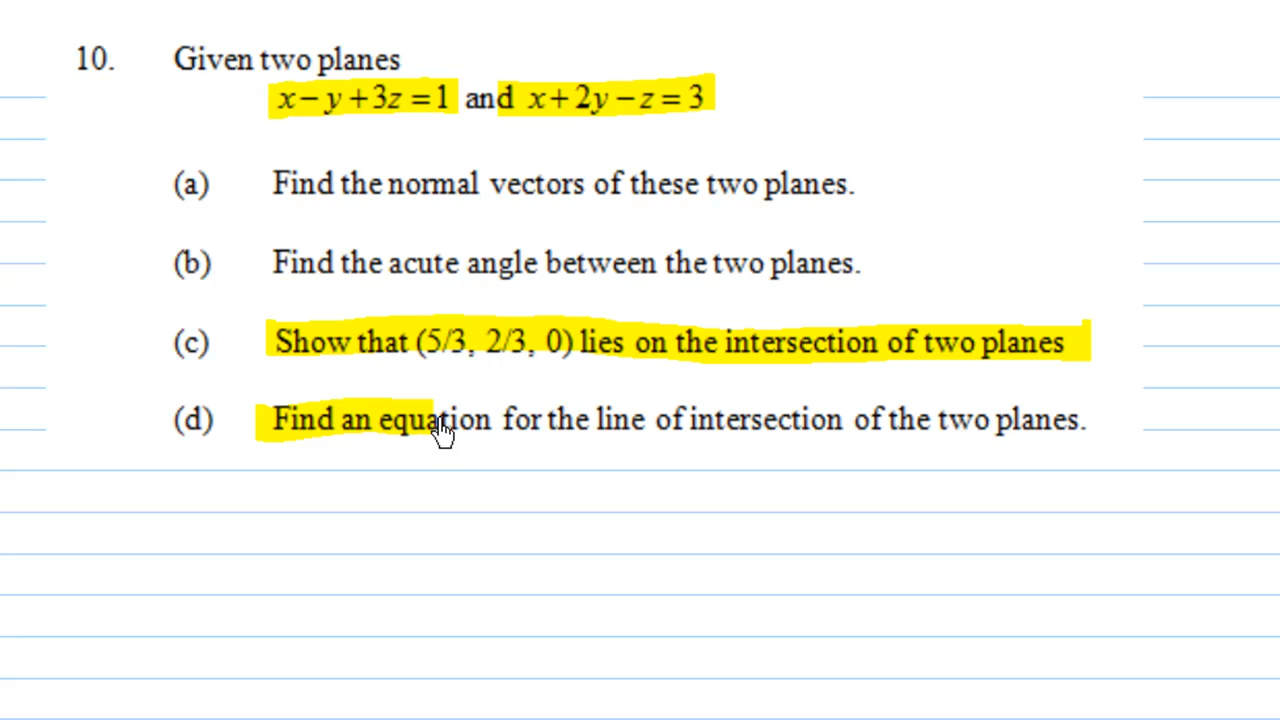 10. Given two planes
x − y + 3z = 1 and x + 2y − z = 3
(a) Find the normal vectors of these two planes.
(b) Find the acute angle between the two planes.
(c) Show that (5/3, 2/3, 0) lies on the intersection of two planes
(d) Find an equation for the line of intersection of the two planes.